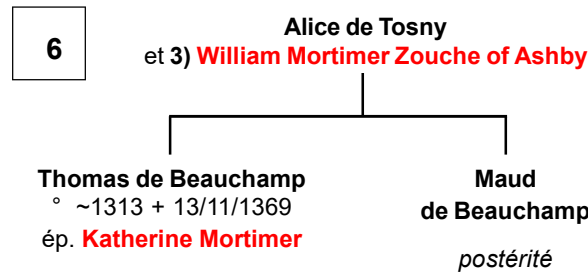 6
Alice de Tosny
et 3) William Mortimer Zouche of Ashby
Thomas de Beauchamp
° ~1313 + 13/11/1369
ép. Katherine Mortimer
Maud
de Beauchamp
postérité